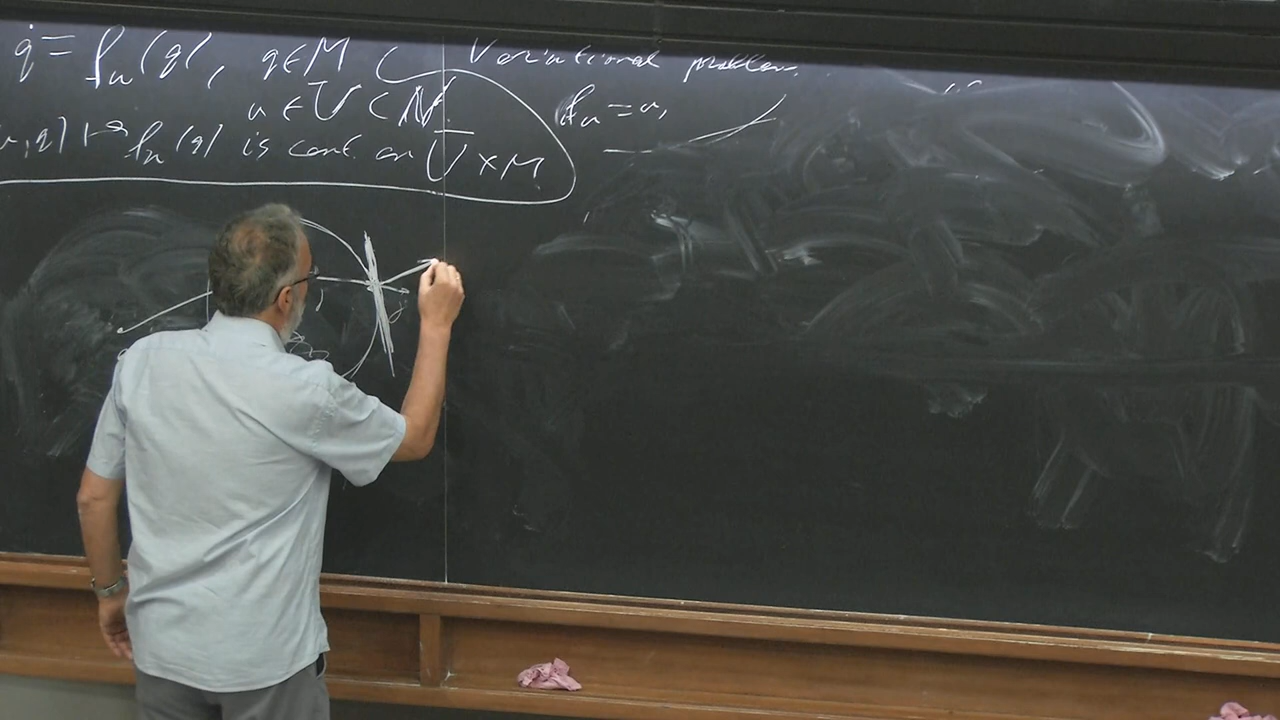 q̇ = f_u(q), q ∈ M
u ∈ U ⊂ N.
u, q) ↦ f_u(q) is cont. on U̅ × M
Variational problem.
f_u = u,